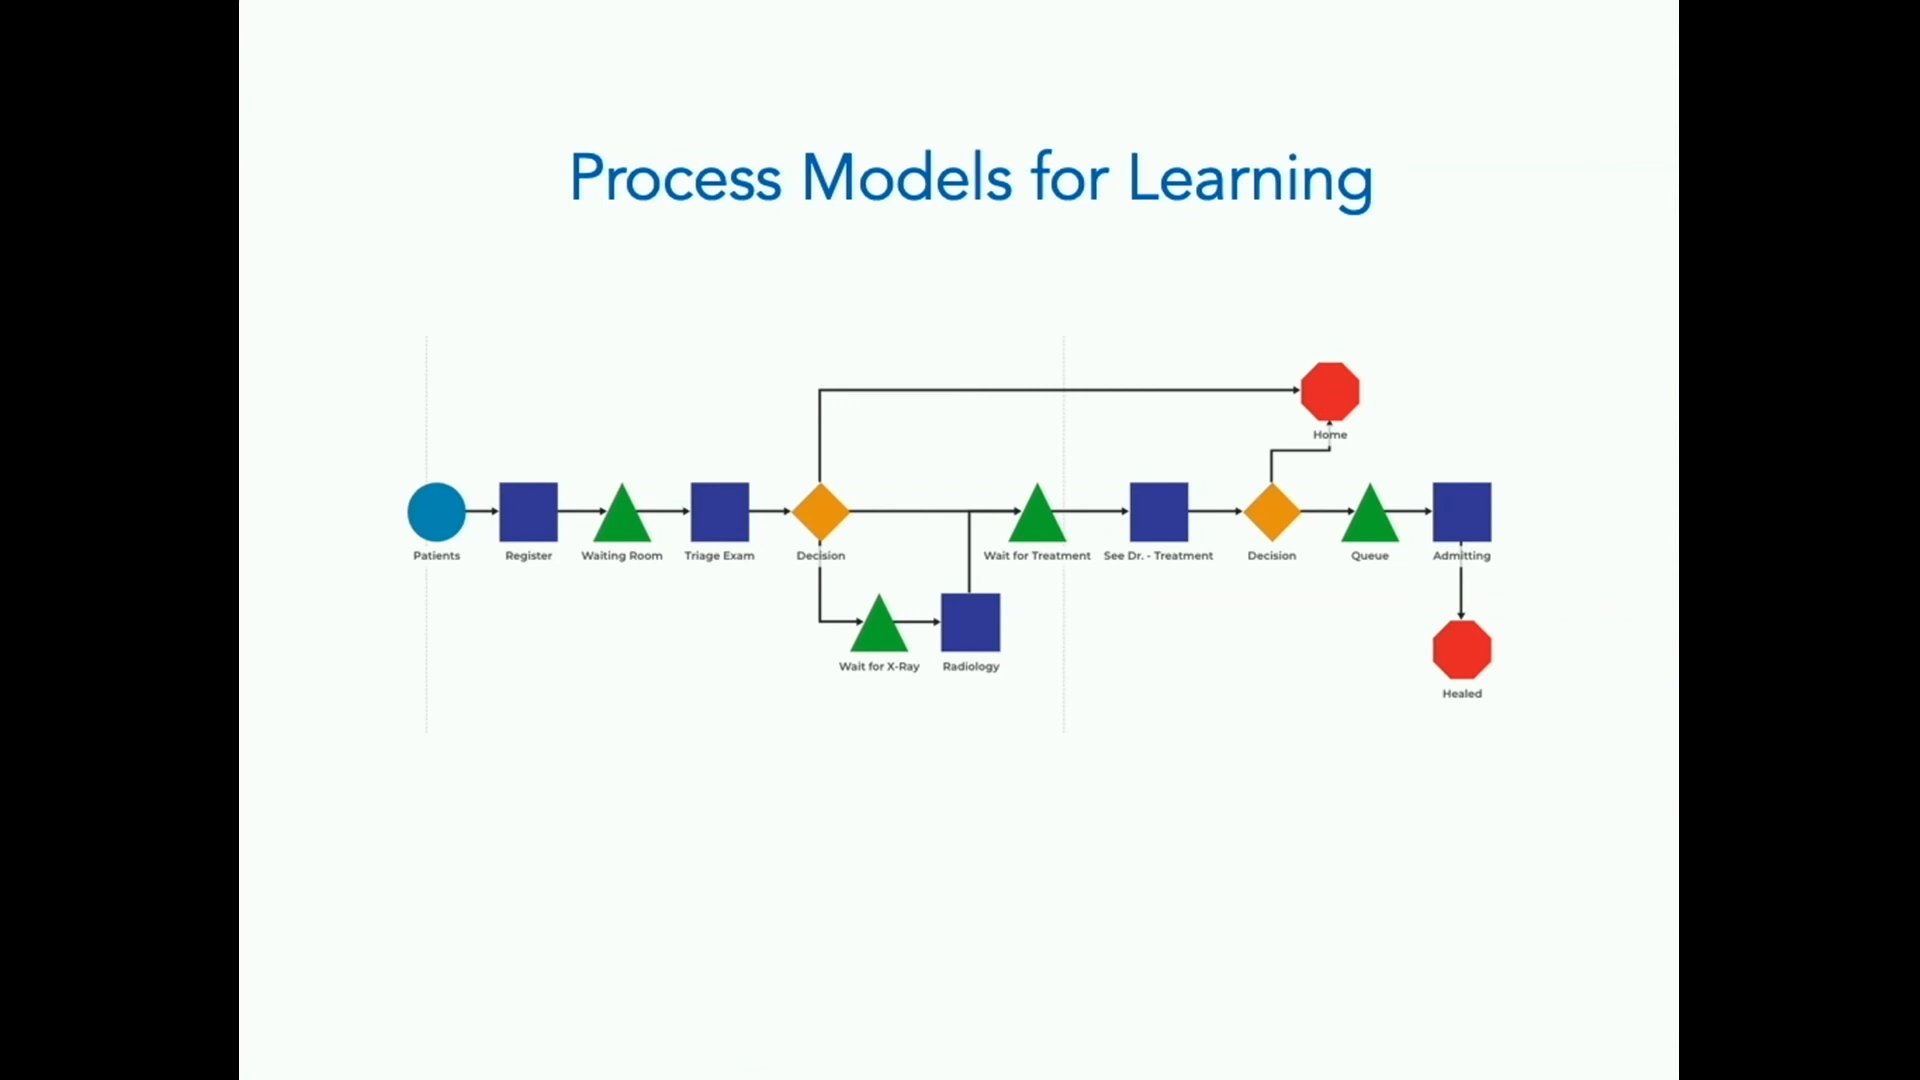 Process Models for Learning
Home
Patients
Register
Waiting Room
Triage Exam
Decision
Wait for Treatment
See Dr. - Treatment
Decision
Queue
Admitting
Wait for X-Ray
Radiology
Healed